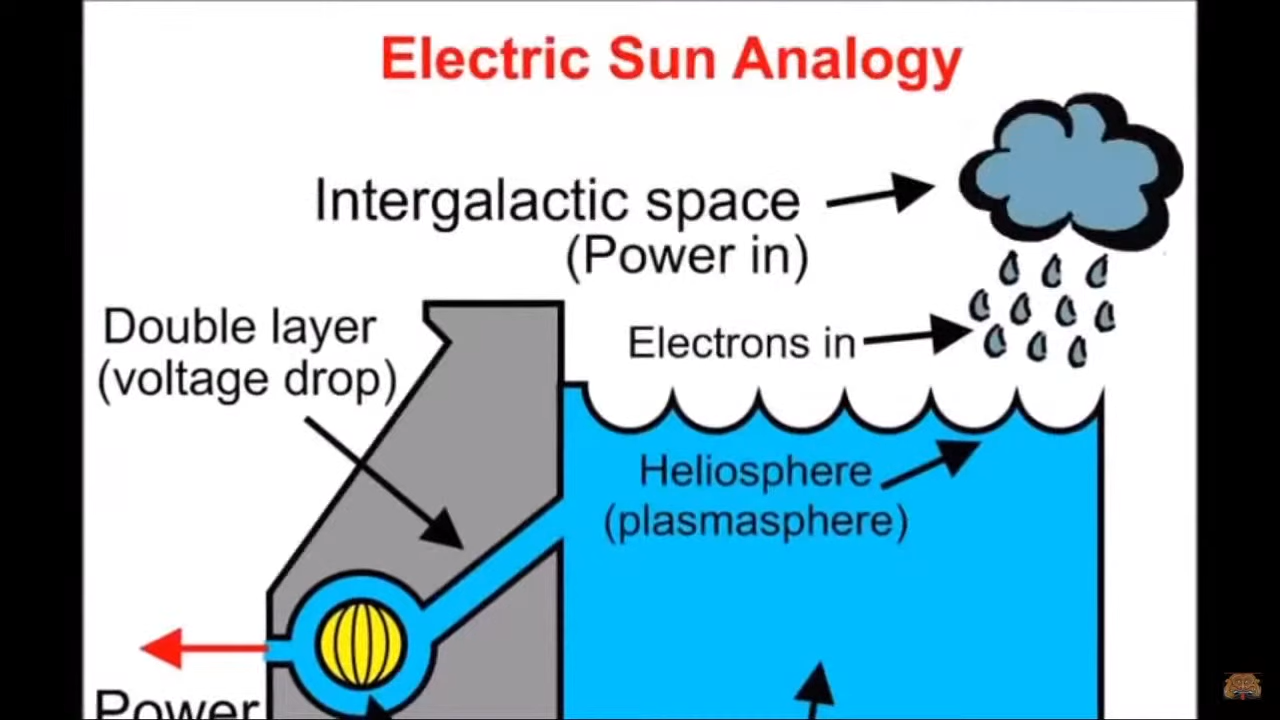 Electric Sun Analogy
Intergalactic space
(Power in)
Double layer
(voltage drop)
Electrons in
Heliosphere
(plasmasphere)
Power